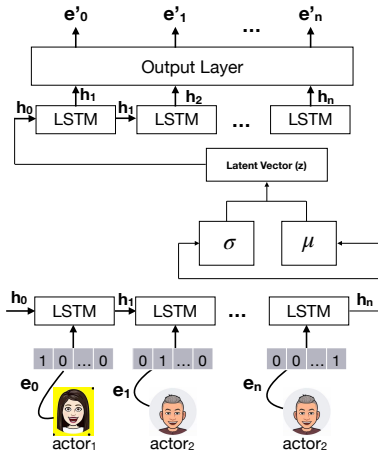 e'0 e'1 ... e'n
Output Layer
h0 h1 h1 h2 hn
LSTM LSTM ... LSTM
Latent Vector (z)
σ μ
h0 h1 hn
LSTM LSTM ... LSTM
1 0 ... 0 0 1 ... 0 0 0 ... 1
e0 e1 en
actor1 actor2 actor2